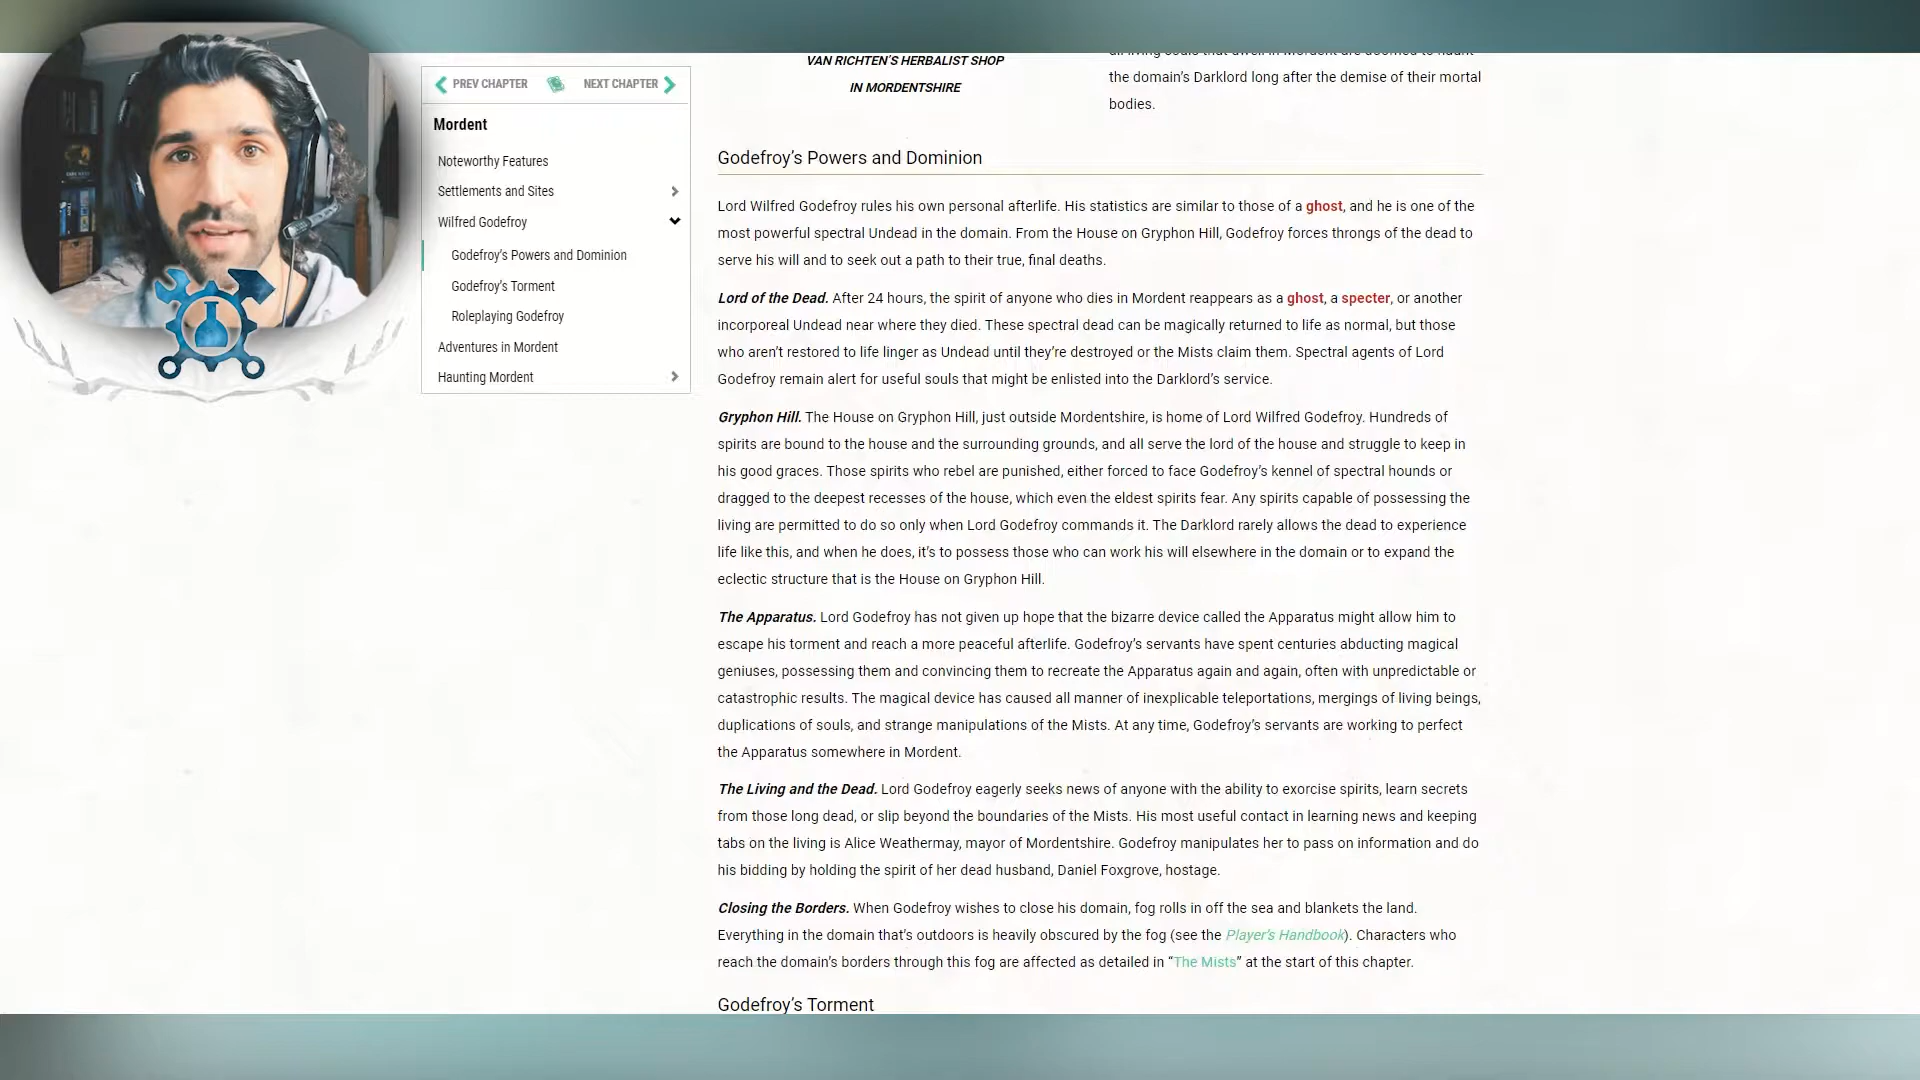 PREV CHAPTER NEXT CHAPTER
Mordent
Noteworthy Features
Settlements and Sites
Wilfred Godefroy
Godefroy's Powers and Dominion
Godefroy's Torment
Roleplaying Godefroy
Adventures in Mordent
Haunting Mordent
VAN RICHTEN'S HERBALIST SHOP
IN MORDENTSHIRE
all living souls that dwell in Mordent are doomed to haunt
the domain's Darklord long after the demise of their mortal
bodies.
Godefroy's Powers and Dominion
Lord Wilfred Godefroy rules his own personal afterlife. His statistics are similar to those of a ghost, and he is one of the
most powerful spectral Undead in the domain. From the House on Gryphon Hill, Godefroy forces throngs of the dead to
serve his will and to seek out a path to their true, final deaths.
Lord of the Dead. After 24 hours, the spirit of anyone who dies in Mordent reappears as a ghost, a specter, or another
incorporeal Undead near where they died. These spectral dead can be magically returned to life as normal, but those
who aren't restored to life linger as Undead until they're destroyed or the Mists claim them. Spectral agents of Lord
Godefroy remain alert for useful souls that might be enlisted into the Darklord's service.
Gryphon Hill. The House on Gryphon Hill, just outside Mordentshire, is home of Lord Wilfred Godefroy. Hundreds of
spirits are bound to the house and the surrounding grounds, and all serve the lord of the house and struggle to keep in
his good graces. Those spirits who rebel are punished, either forced to face Godefroy's kennel of spectral hounds or
dragged to the deepest recesses of the house, which even the eldest spirits fear. Any spirits capable of possessing the
living are permitted to do so only when Lord Godefroy commands it. The Darklord rarely allows the dead to experience
life like this, and when he does, it's to possess those who can work his will elsewhere in the domain or to expand the
eclectic structure that is the House on Gryphon Hill.
The Apparatus. Lord Godefroy has not given up hope that the bizarre device called the Apparatus might allow him to
escape his torment and reach a more peaceful afterlife. Godefroy's servants have spent centuries abducting magical
geniuses, possessing them and convincing them to recreate the Apparatus again and again, often with unpredictable or
catastrophic results. The magical device has caused all manner of inexplicable teleportations, mergings of living beings,
duplications of souls, and strange manipulations of the Mists. At any time, Godefroy's servants are working to perfect
the Apparatus somewhere in Mordent.
The Living and the Dead. Lord Godefroy eagerly seeks news of anyone with the ability to exorcise spirits, learn secrets
from those long dead, or slip beyond the boundaries of the Mists. His most useful contact in learning news and keeping
tabs on the living is Alice Weathermay, mayor of Mordentshire. Godefroy manipulates her to pass on information and do
his bidding by holding the spirit of her dead husband, Daniel Foxgrove, hostage.
Closing the Borders. When Godefroy wishes to close his domain, fog rolls in off the sea and blankets the land.
Everything in the domain that's outdoors is heavily obscured by the fog (see the Player's Handbook). Characters who
reach the domain's borders through this fog are affected as detailed in “The Mists” at the start of this chapter.
Godefroy's Torment